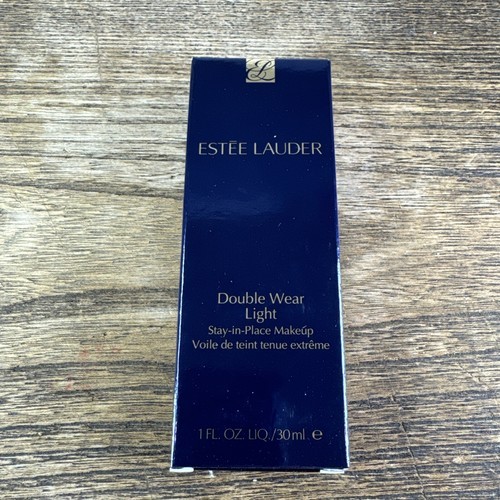 ESTĒE LAUDER
Double Wear
Light
Stay-in-Place Makeup
Voile de teint tenue extrême
1 FL. OZ. LIQ./30 ml ℮